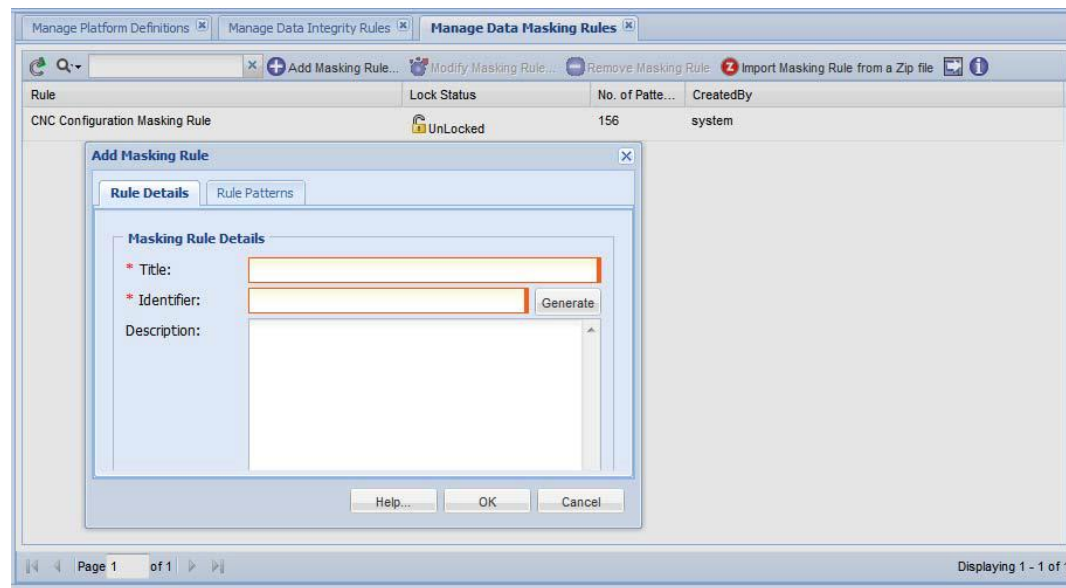 Manage Platform Definitions Manage Data Integrity Rules Manage Data Masking Rules
Add Masking Rule... Modify Masking Rule... Remove Masking Rule Import Masking Rule from a Zip file
Rule Lock Status No. of Patte... CreatedBy
CNC Configuration Masking Rule UnLocked 156 system
Add Masking Rule
Rule Details Rule Patterns
Masking Rule Details
* Title:
* Identifier: Generate
Description:
Help... OK Cancel
Page 1 of 1 Displaying 1 - 1 of